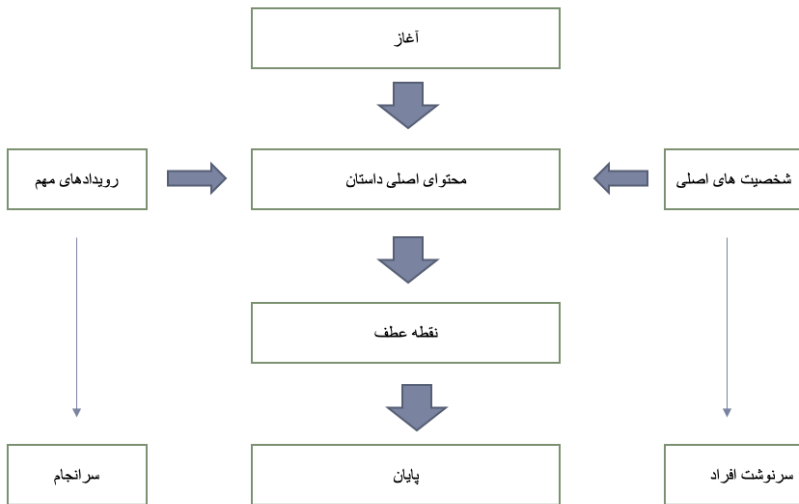 آغاز
شخصیت های اصلی
محتوای اصلی داستان
رویدادهای مهم
نقطه عطف
سرنوشت افراد
پایان
سرانجام